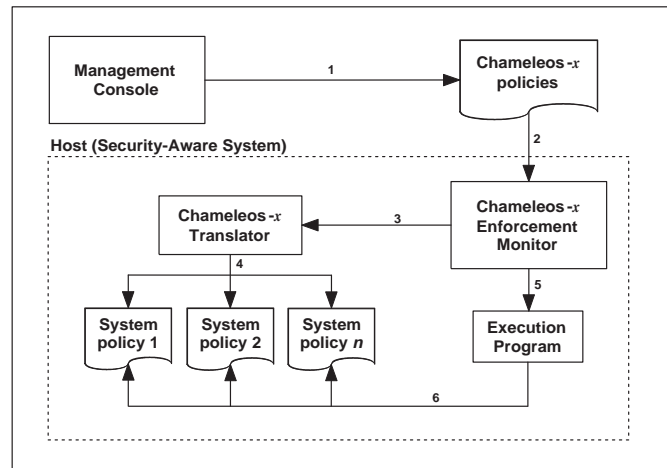 Management
Console
1
Chameleos-x
policies
2
Host (Security-Aware System)
Chameleos-x
Translator
3
Chameleos-x
Enforcement
Monitor
4
5
System
policy 1
System
policy 2
System
policy n
Execution
Program
6